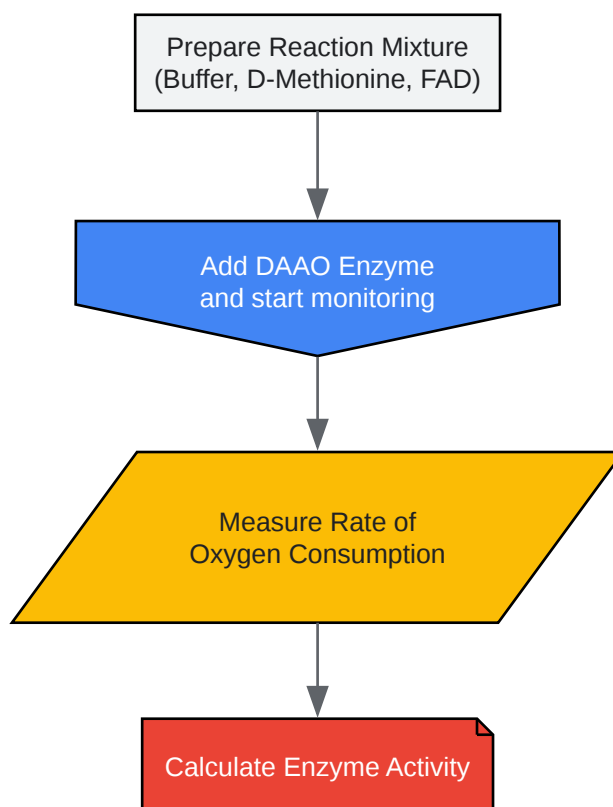 Prepare Reaction Mixture
(Buffer, D-Methionine, FAD)
Add DAAO Enzyme
and start monitoring
Measure Rate of
Oxygen Consumption
Calculate Enzyme Activity